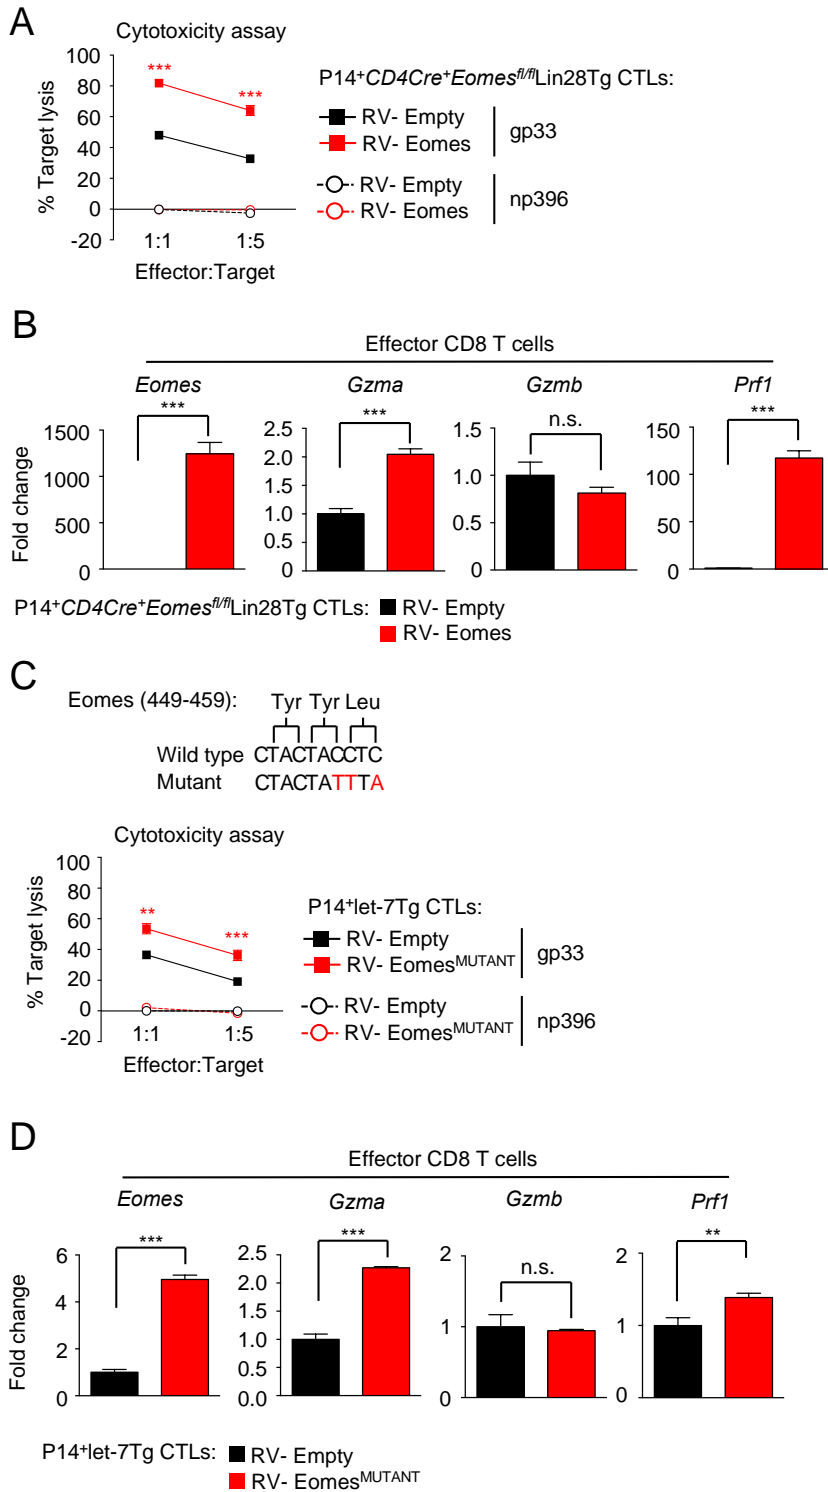 A
Cytotoxicity assay
100
80
60
40
20
0
-20
% Target lysis
***
***
1:1
1:5
Effector:Target
P14+CD4Cre+Eomesfl/flLin28Tg CTLs:
RV- Empty
RV- Eomes
gp33
RV- Empty
RV- Eomes
np396
B
Effector CD8 T cells
Eomes
Gzma
Gzmb
Prf1
Fold change
1500
1000
500
0
***
2.5
2.0
1.5
1.0
0.5
0
***
1.5
1.0
0.5
0
n.s.
150
100
50
0
***
P14+CD4Cre+Eomesfl/flLin28Tg CTLs:
RV- Empty
RV- Eomes
C
Eomes (449-459):
Tyr Tyr Leu
Wild type CTACTACCTC
Mutant CTACTATTTA
Cytotoxicity assay
100
80
60
40
20
0
-20
% Target lysis
**
***
1:1
1:5
Effector:Target
P14+let-7Tg CTLs:
RV- Empty
RV- EomesMUTANT
gp33
RV- Empty
RV- EomesMUTANT
np396
D
Effector CD8 T cells
Eomes
Gzma
Gzmb
Prf1
Fold change
6
4
2
0
***
2.5
2.0
1.5
1.0
0.5
0.0
***
2
1
0
n.s.
2
1
0
**
P14+let-7Tg CTLs:
RV- Empty
RV- EomesMUTANT